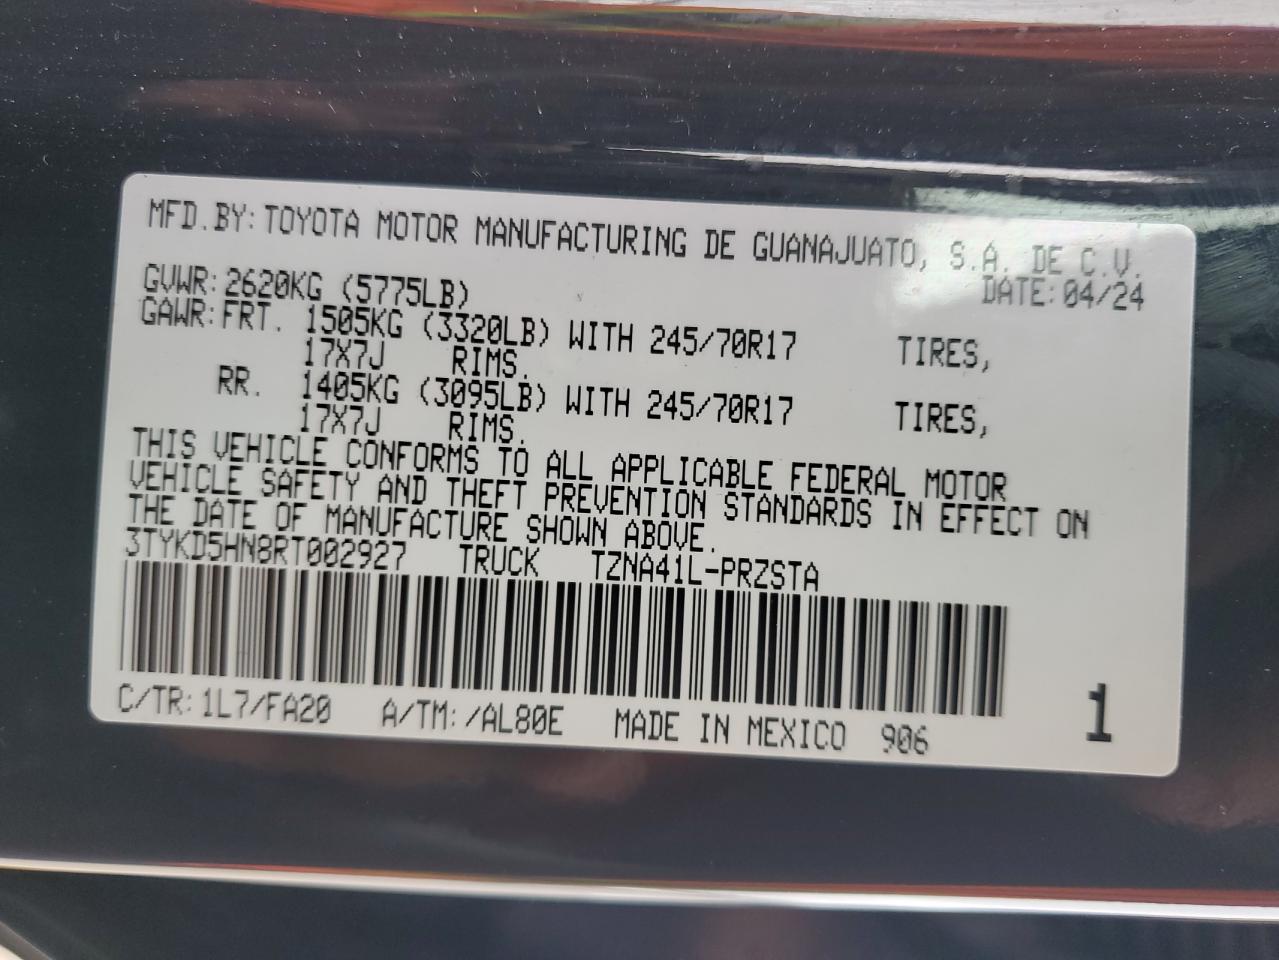 MFD.BY: TOYOTA MOTOR MANUFACTURING DE GUANAJUATO, S.A. DE C.V.
GVWR: 2620KG (5775LB) DATE: 04/24
GAWR: FRT. 1505KG (3320LB) WITH 245/70R17 TIRES,
17X7J RIMS.
RR. 1405KG (3095LB) WITH 245/70R17 TIRES,
17X7J RIMS.
THIS VEHICLE CONFORMS TO ALL APPLICABLE FEDERAL MOTOR
VEHICLE SAFETY AND THEFT PREVENTION STANDARDS IN EFFECT ON
THE DATE OF MANUFACTURE SHOWN ABOVE.
3TYKD5HN8RT002927 TRUCK TZNA41L-PRZSTA
C/TR: 1L7/FA20 A/TM: /AL80E MADE IN MEXICO 906 1